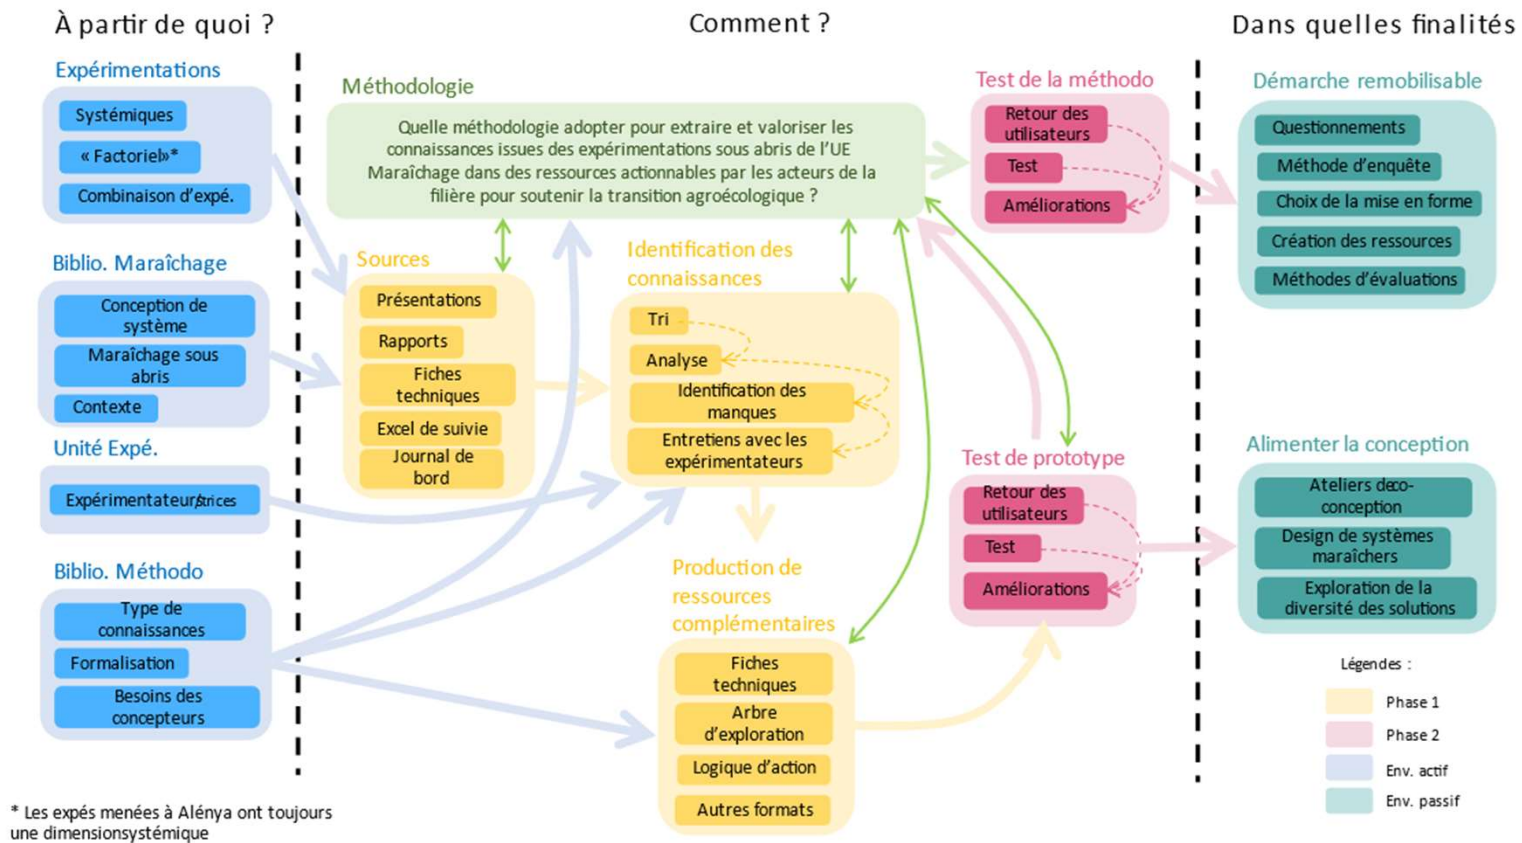 À partir de quoi ?
Comment ?
Dans quelles finalités
Expérimentations
Systémiques
« Factoriel»*
Combinaison d’expé.
Biblio. Maraîchage
Conception de
système
Maraîchage sous
abris
Contexte
Unité Expé.
Expérimentateur/strices
Biblio. Méthodo
Type de
connaissances
Formalisation
Besoins des
concepteurs
* Les expés menées à Alénya ont toujours
une dimensionsystémique
Méthodologie
Quelle méthodologie adopter pour extraire et valoriser les
connaissances issues des expérimentations sous abris de l’UE
Maraîchage dans des ressources actionnables par les acteurs de la
filière pour soutenir la transition agroécologique ?
Sources
Présentations
Rapports
Fiches
techniques
Excel de suivie
Journal de
bord
Identification des
connaissances
Tri
Analyse
Identification des
manques
Entretiens avec les
expérimentateurs
Production de
ressources
complémentaires
Fiches
techniques
Arbre
d’exploration
Logique d’action
Autres formats
Test de la méthodo
Retour des
utilisateurs
Test
Améliorations
Test de prototype
Retour des
utilisateurs
Test
Améliorations
Démarche remobilisable
Questionnements
Méthode d’enquête
Choix de la mise en forme
Création des ressources
Méthodes d’évaluations
Alimenter la conception
Ateliers deco-
conception
Design de systèmes
maraîchers
Exploration de la
diversité des solutions
Légendes :
Phase 1
Phase 2
Env. actif
Env. passif